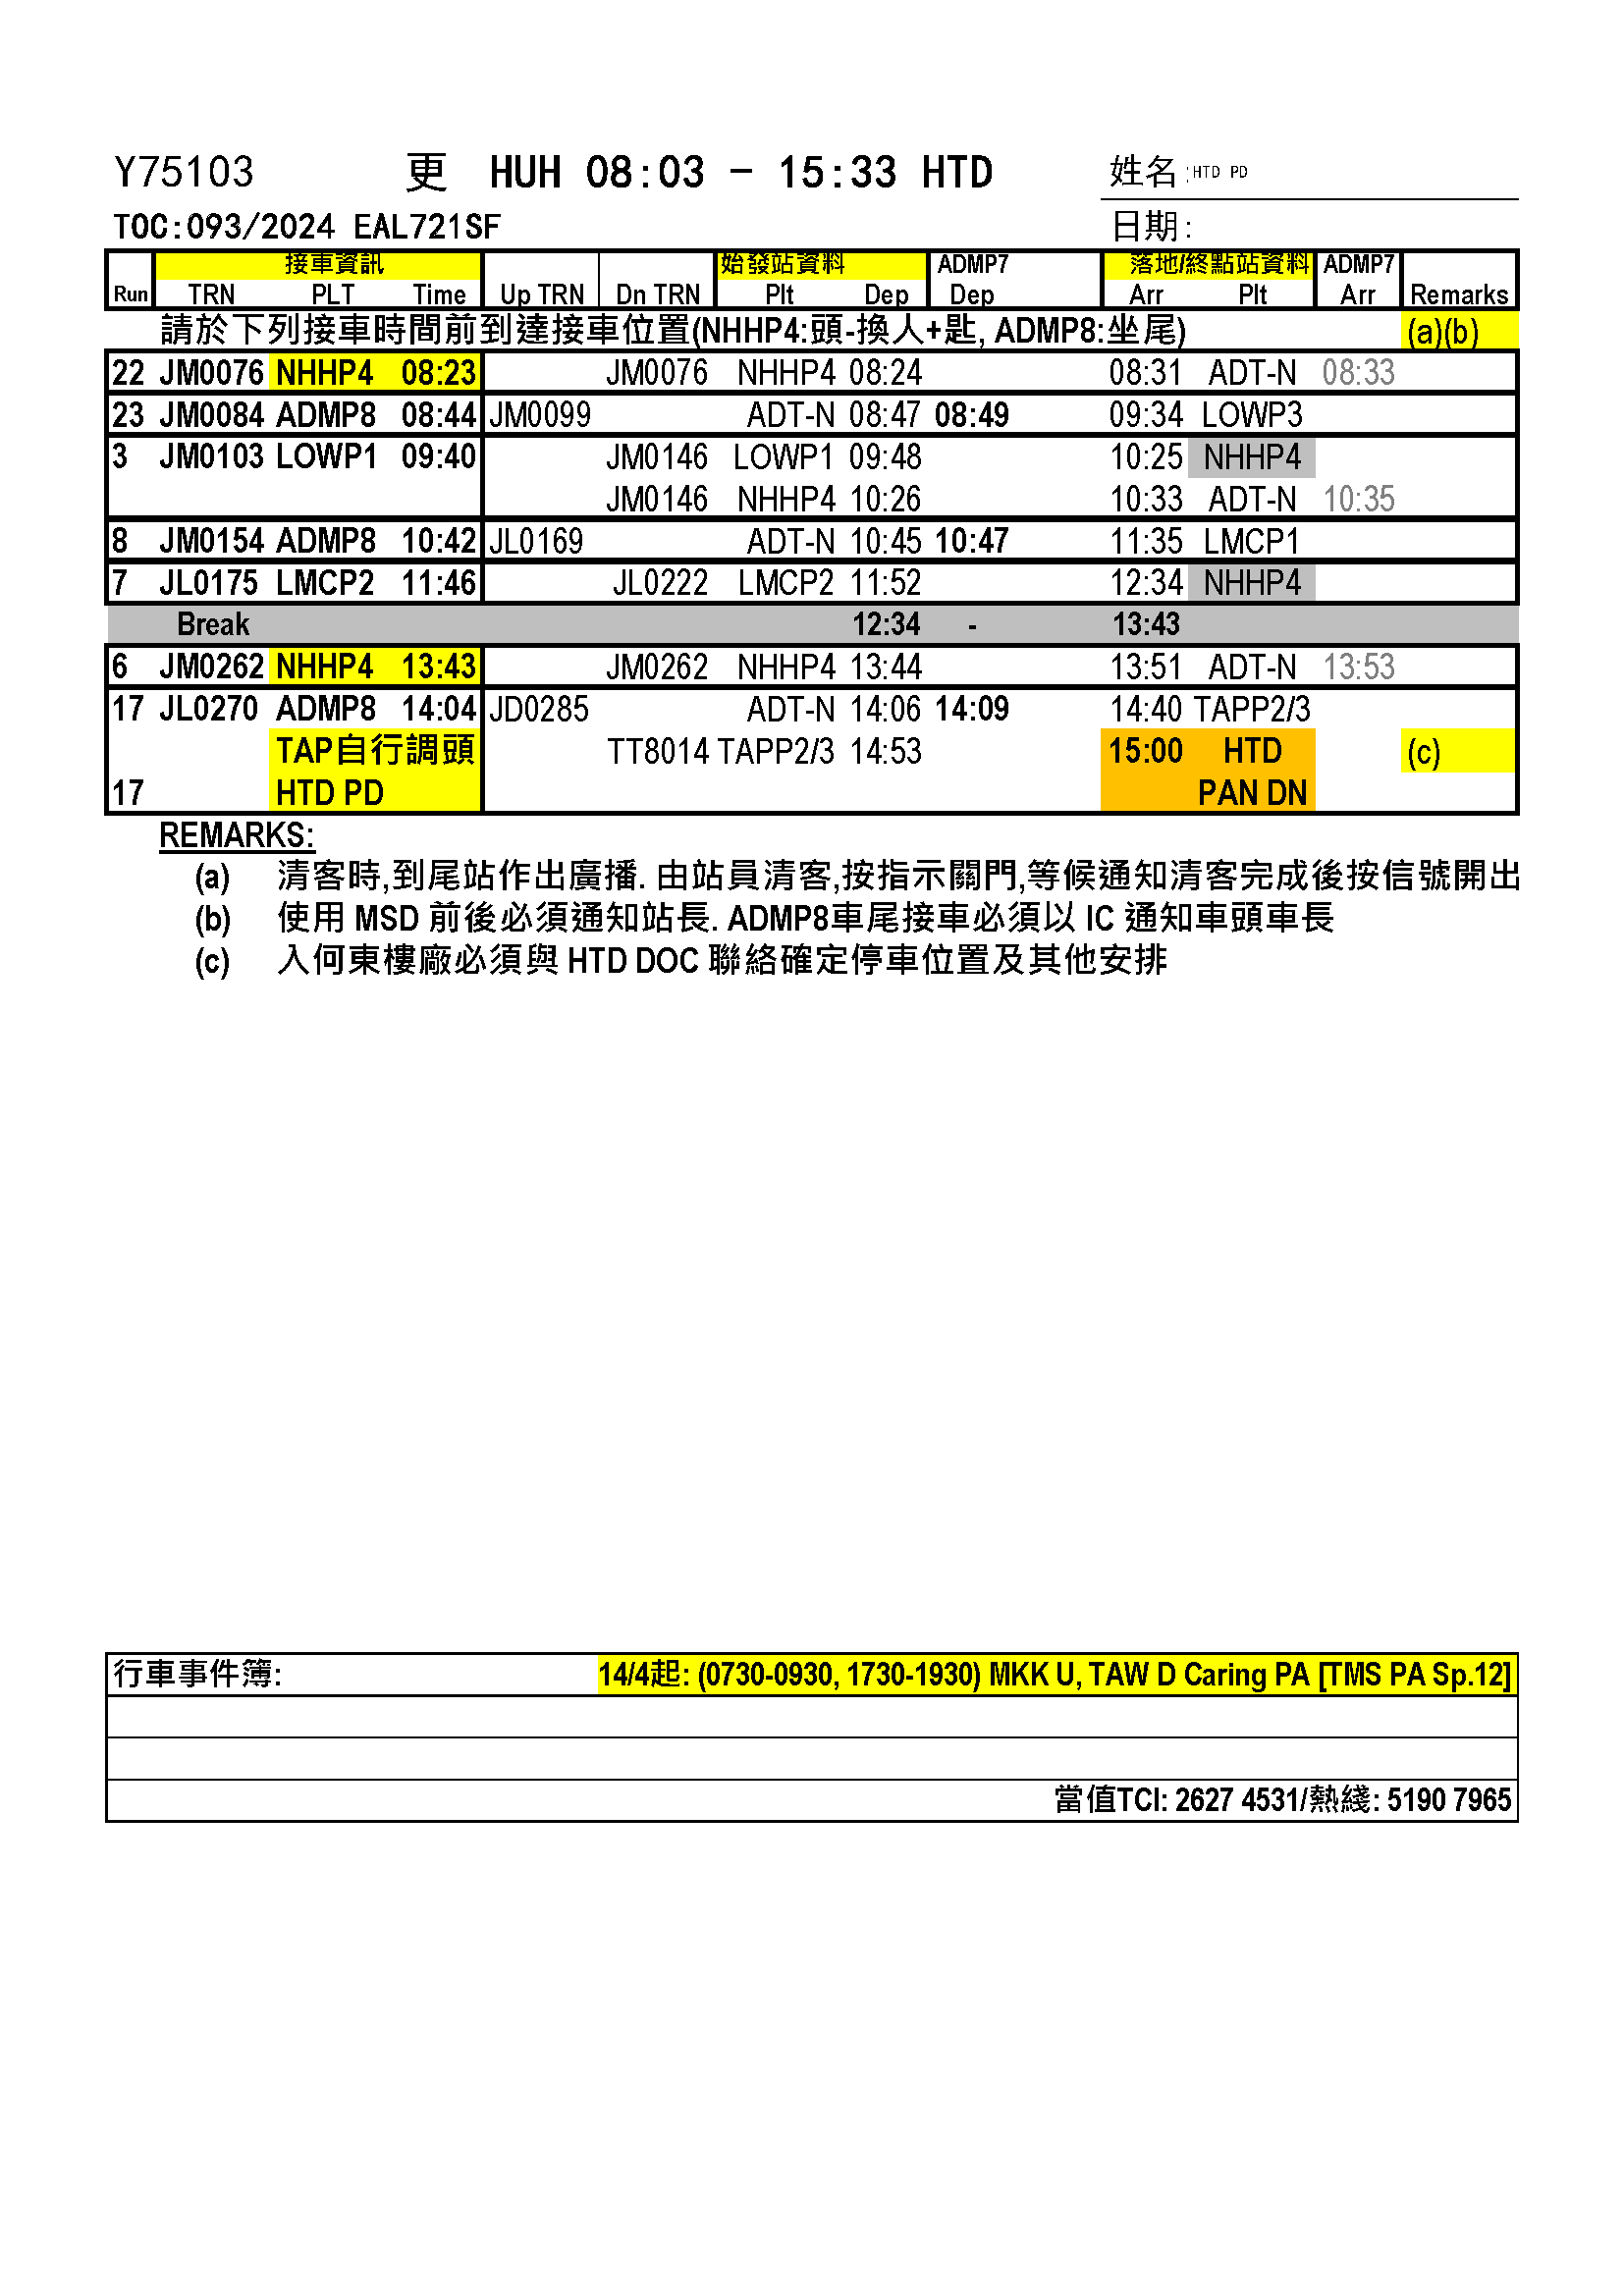 Y75103 更 HUH 08:03 - 15:33 HTD 姓名:HTD PD
TOC:093/2024 EAL721SF 日期:
接車資訊 始發站資料 ADMP7 落地/終點站資料 ADMP7
Run TRN PLT Time Up TRN Dn TRN Plt Dep Dep Arr Plt Arr Remarks
請於下列接車時間前到達接車位置(NHHP4:頭-換人+匙, ADMP8:坐尾) (a)(b)
22 JM0076 NHHP4 08:23 JM0076 NHHP4 08:24 08:31 ADT-N 08:33
23 JM0084 ADMP8 08:44 JM0099 ADT-N 08:47 08:49 09:34 LOWP3
3 JM0103 LOWP1 09:40 JM0146 LOWP1 09:48 10:25 NHHP4
JM0146 NHHP4 10:26 10:33 ADT-N 10:35
8 JM0154 ADMP8 10:42 JL0169 ADT-N 10:45 10:47 11:35 LMCP1
7 JL0175 LMCP2 11:46 JL0222 LMCP2 11:52 12:34 NHHP4
Break 12:34 - 13:43
6 JM0262 NHHP4 13:43 JM0262 NHHP4 13:44 13:51 ADT-N 13:53
17 JL0270 ADMP8 14:04 JD0285 ADT-N 14:06 14:09 14:40 TAPP2/3
TAP自行調頭 TT8014 TAPP2/3 14:53 15:00 HTD (c)
17 HTD PD PAN DN
REMARKS:
(a) 清客時,到尾站作出廣播. 由站員清客,按指示關門,等候通知清客完成後按信號開出
(b) 使用 MSD 前後必須通知站長. ADMP8車尾接車必須以 IC 通知車頭車長
(c) 入何東樓廠必須與 HTD DOC 聯絡確定停車位置及其他安排
行車事件簿: 14/4起: (0730-0930, 1730-1930) MKK U, TAW D Caring PA [TMS PA Sp.12]
當值TCI: 2627 4531/熱綫: 5190 7965